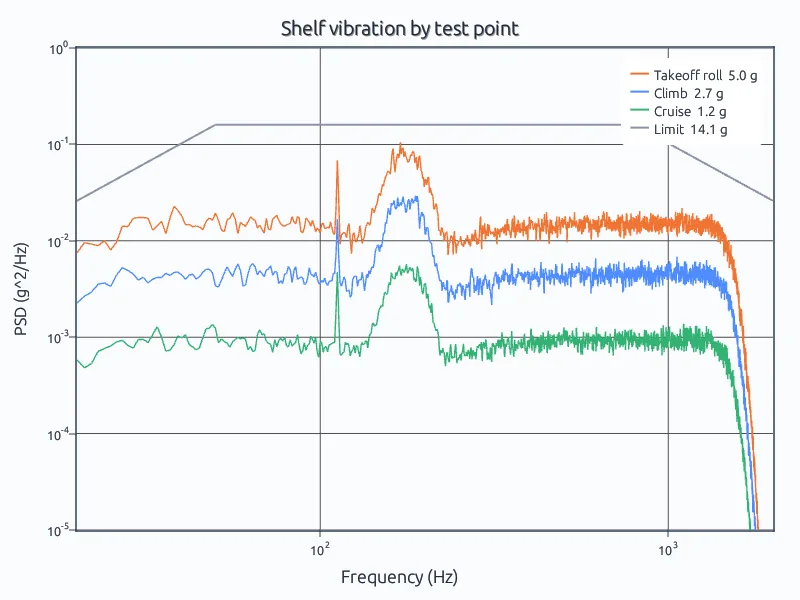 Shelf vibration by test point
10^0
10^-1
10^-2
10^-3
10^-4
10^-5
PSD (g^2/Hz)
Takeoff roll 5.0 g
Climb 2.7 g
Cruise 1.2 g
Limit 14.1 g
10^2
10^3
Frequency (Hz)